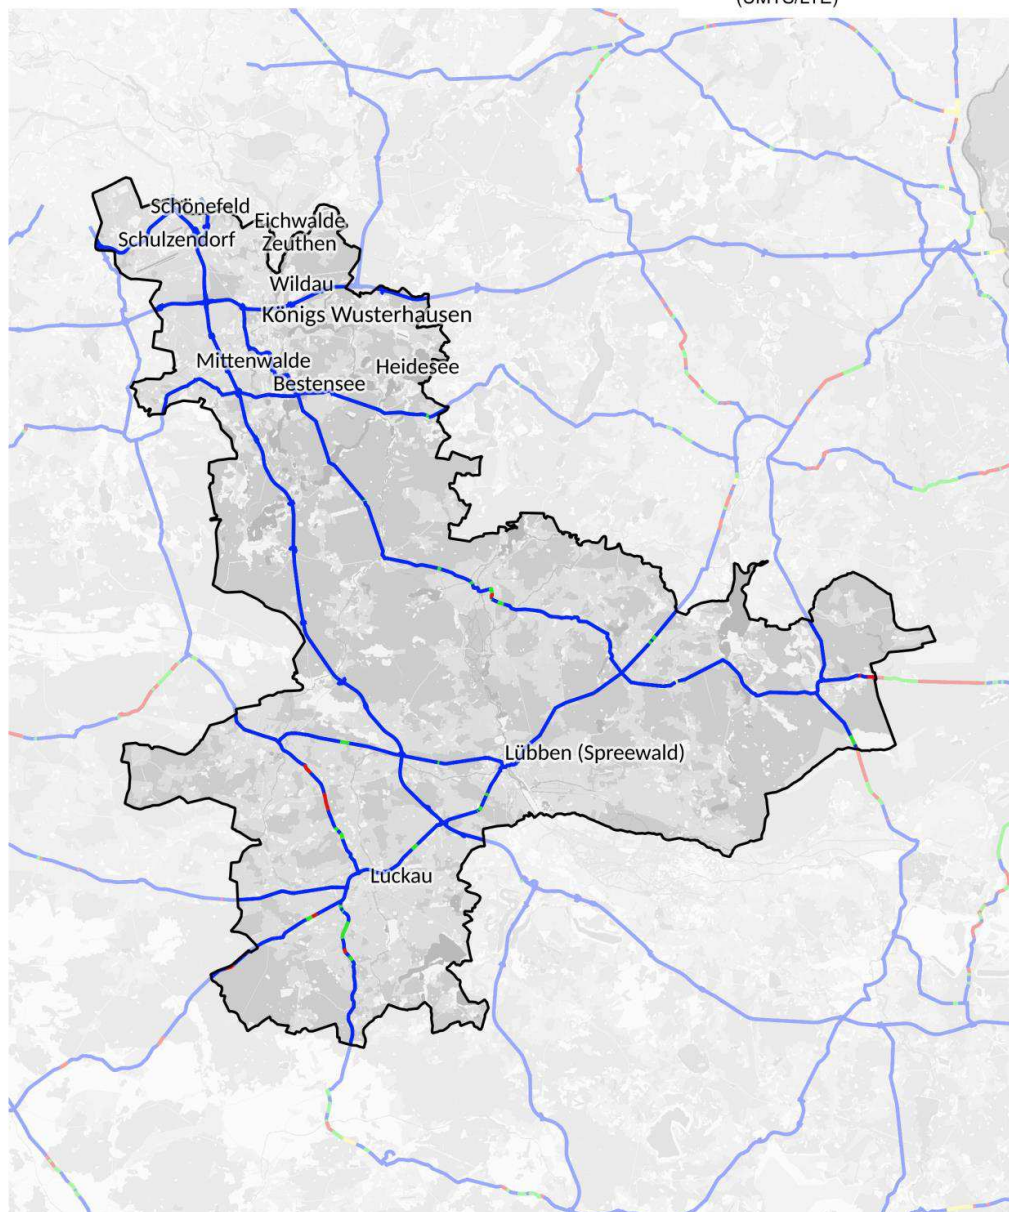 (UMTS/LTE)
Schönefeld
Eichwalde
Schulzendorf
Zeuthen
Wildau
Königs Wusterhausen
Mittenwalde
Heidesee
Bestensee
Lübben (Spreewald)
Luckau